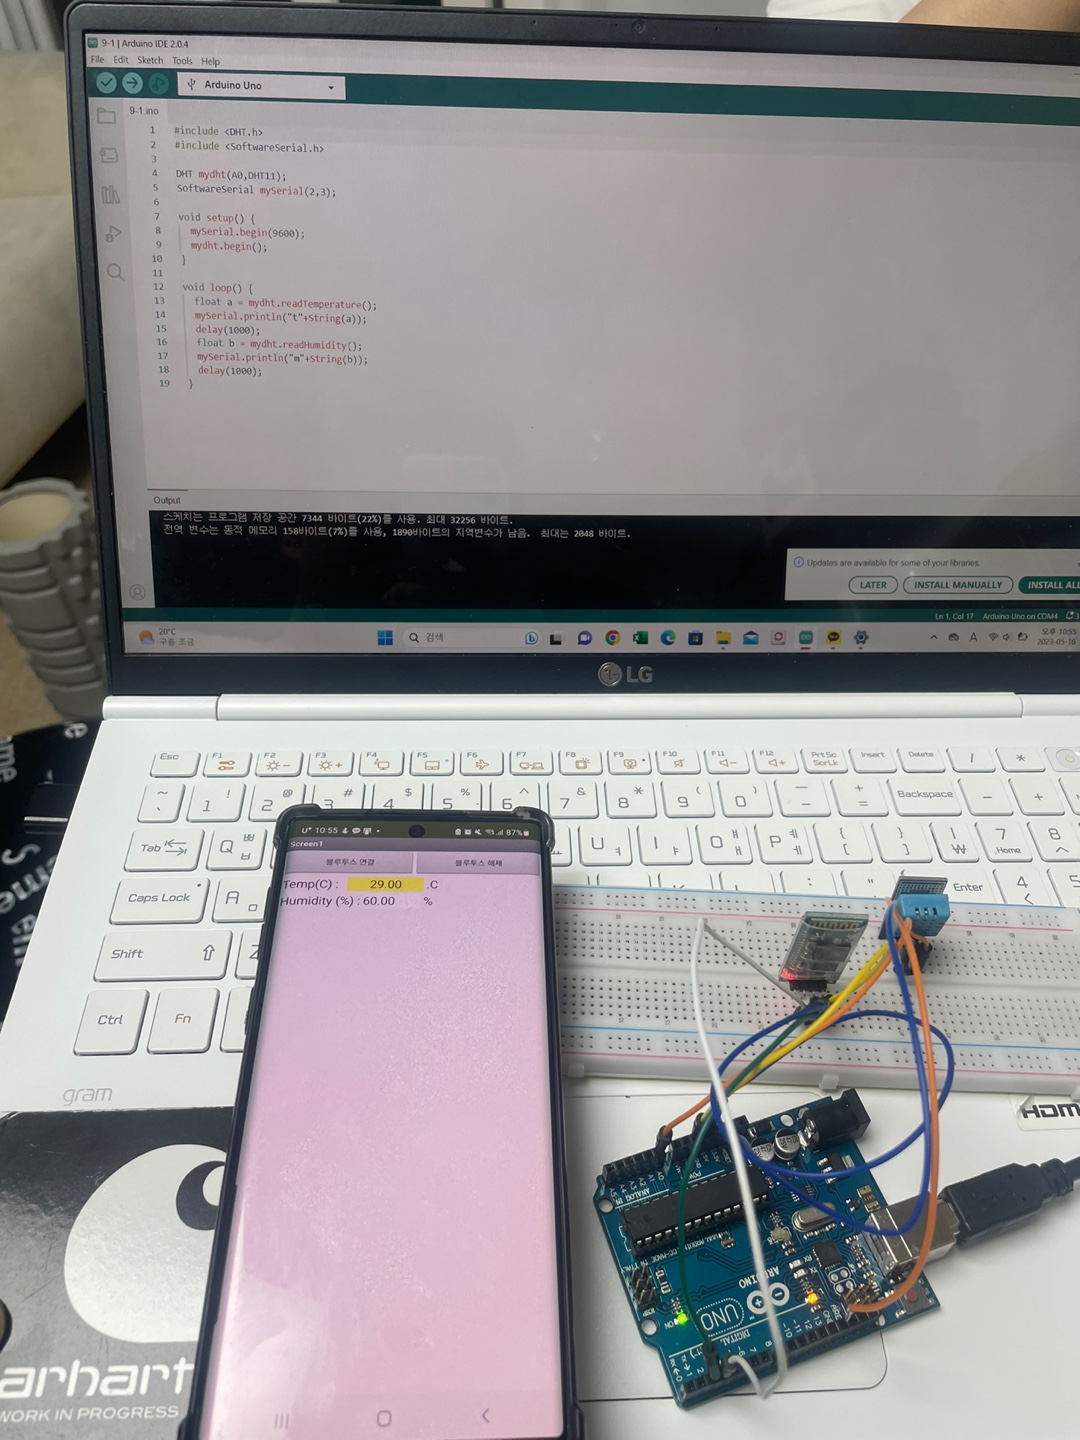 9-1 | Arduino IDE 2.0.4
File Edit Sketch Tools Help
Arduino Uno
9-1 ino
1 #include <DHT.h>
2 #include <SoftwareSerial.h>
3
4 DHT mydht(A0,DHT11);
5 SoftwareSerial mySerial(2,3);
6
7 void setup() {
8 mySerial.begin(9600);
9 mydht.begin();
10 }
11
12 void loop() {
13 float a = mydht.readTemperature();
14 mySerial.println("t"+String(a));
15 delay(1000);
16 float b = mydht.readHumidity();
17 mySerial.println("m"+String(b));
18 delay(1000);
19 }
Output
스케치는 프로그램 저장 공간 7344 바이트(22%)를 사용. 최대 32256 바이트.
전역 변수는 동적 메모리 158바이트(7%)를 사용, 1890바이트의 지역변수가 남음. 최대는 2048 바이트.
Updates are available for some of your libraries.
LATER INSTALL MANUALLY INSTALL ALL
Ln 1, Col 17 Arduino Uno on COM4
20°C
구름 조금
검색
A
오후 10:55
2023-05-16
LG
Esc F1 F2 F3 F4 F5 F6 F7 F8 F9 F10 F11 F12 PrtSc ScrLk Insert Delete / *
~ ` 1 ! 2 @ 3 # 4 $ 5 % 6 ^ 7 & 8 * 9 ( 0 ) - + = Backspace - +
Tab Q ㅃ ㅂ U ㅕ I ㅑ O ㅒ ㅐ P ㅖ ㅔ { [ } ] ₩ 7 Home 8
Caps Lock A ㅁ : ; " Enter 4 5
Shift Z
Ctrl Fn
gram
HDMI
U+ 10:55 87%
Screen1
블루투스 연결 블루투스 해제
Temp(C) : 29.00 .C
Humidity (%) : 60.00 %
POWER
ANALOG IN
ARDUINO
UNO
DIGITAL
ON
RX
TX
arhart
WORK IN PROGRESS